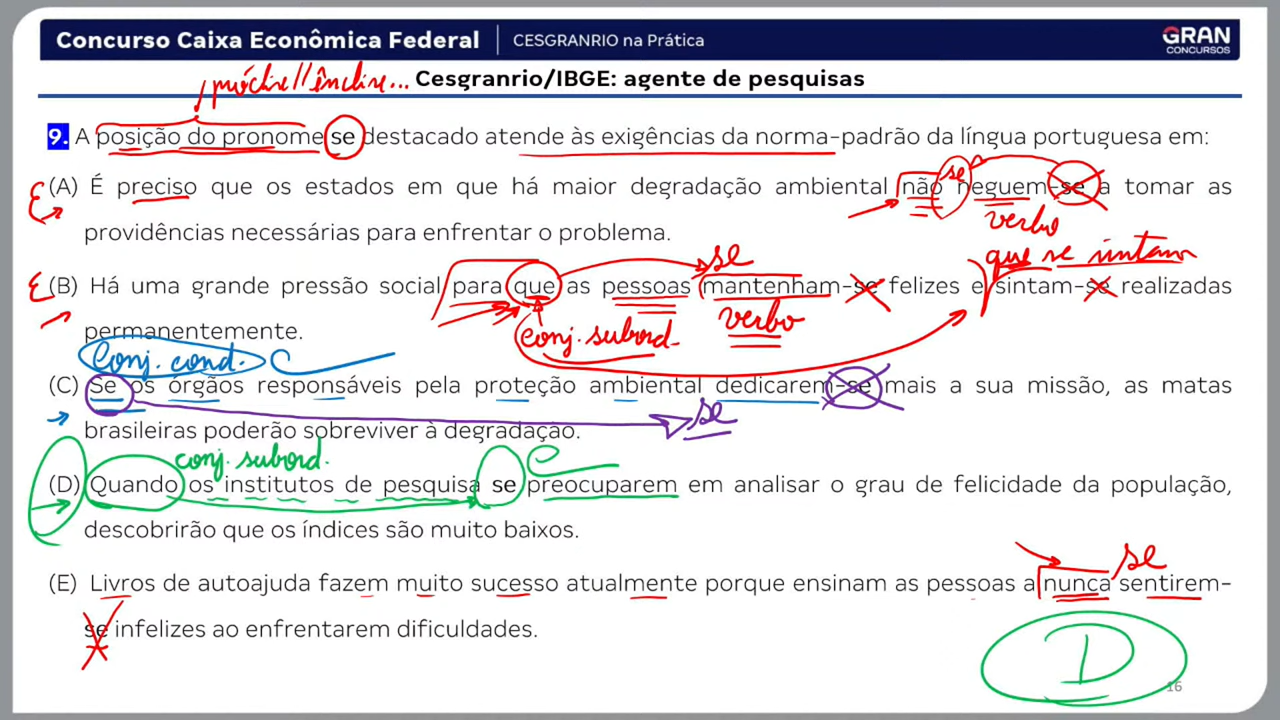 Concurso Caixa Econômica Federal | CESGRANRIO na Prática
GRAN
CONCURSOS
Cesgranrio/IBGE: agente de pesquisas
próclise // ênclise...
9. A posição do pronome se destacado atende às exigências da norma-padrão da língua portuguesa em:
se
E (A) É preciso que os estados em que há maior degradação ambiental não neguem-se a tomar as
verbo
providências necessárias para enfrentar o problema.
se
que se sintam
E (B) Há uma grande pressão social para que as pessoas mantenham-se felizes e sintam-se realizadas
conj. subord.
verbo
permanentemente.
Conj. cond. C
(C) Se os órgãos responsáveis pela proteção ambiental dedicarem-se mais a sua missão, as matas
se
brasileiras poderão sobreviver à degradação.
conj. subord.
C
(D) Quando os institutos de pesquisa se preocuparem em analisar o grau de felicidade da população,
descobrirão que os índices são muito baixos.
se
(E) Livros de autoajuda fazem muito sucesso atualmente porque ensinam as pessoas a nunca sentirem-
se infelizes ao enfrentarem dificuldades.
D
16